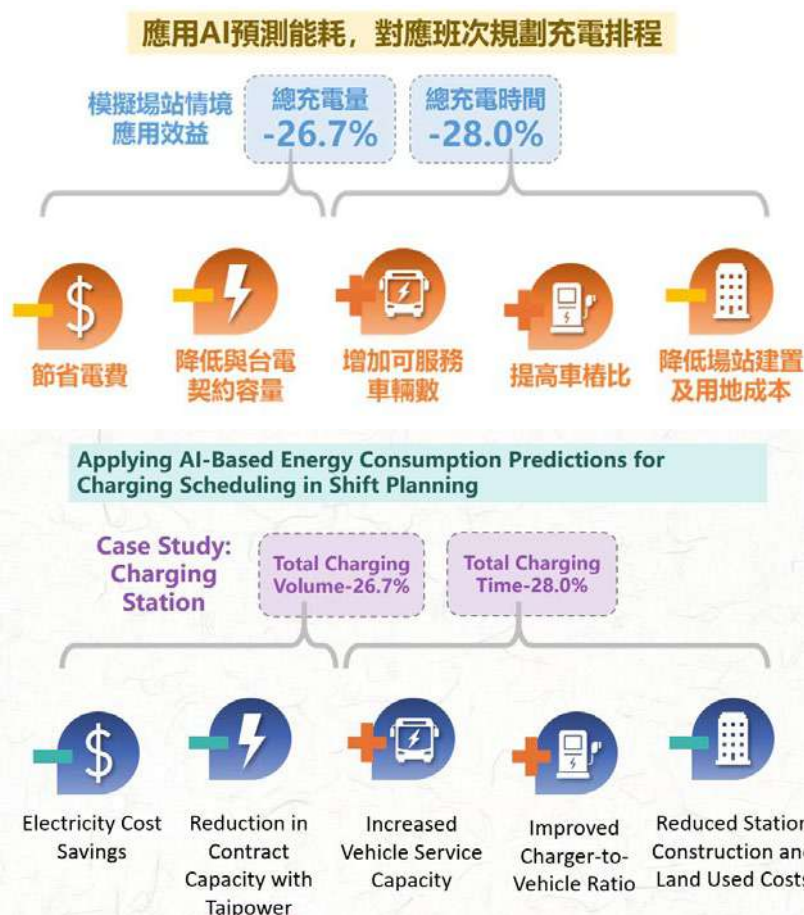 應用AI預測能耗，對應班次規劃充電排程
模擬場站情境
應用效益
總充電量
-26.7%
總充電時間
-28.0%
節省電費
降低與台電
契約容量
增加可服務
車輛數
提高車樁比
降低場站建置
及用地成本
Applying AI-Based Energy Consumption Predictions for
Charging Scheduling in Shift Planning
Case Study:
Charging
Station
Total Charging
Volume-26.7%
Total Charging
Time-28.0%
Electricity Cost
Savings
Reduction in
Contract
Capacity with
Taipower
Increased
Vehicle Service
Capacity
Improved
Charger-to-
Vehicle Ratio
Reduced Station
Construction and
Land Used Costs